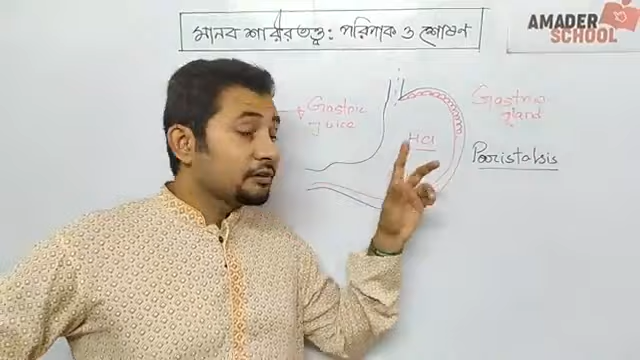 মানব শারীরতত্ত্ব: পরিপাক ও শোষণ
AMADER
SCHOOL
Gastric
juice
HCl
Gastric
gland
Peristalsis